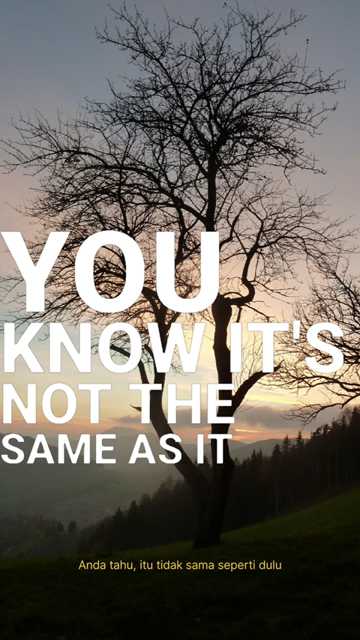 YOU
KNOW IT'S
NOT THE
SAME AS IT
Anda tahu, itu tidak sama seperti dulu